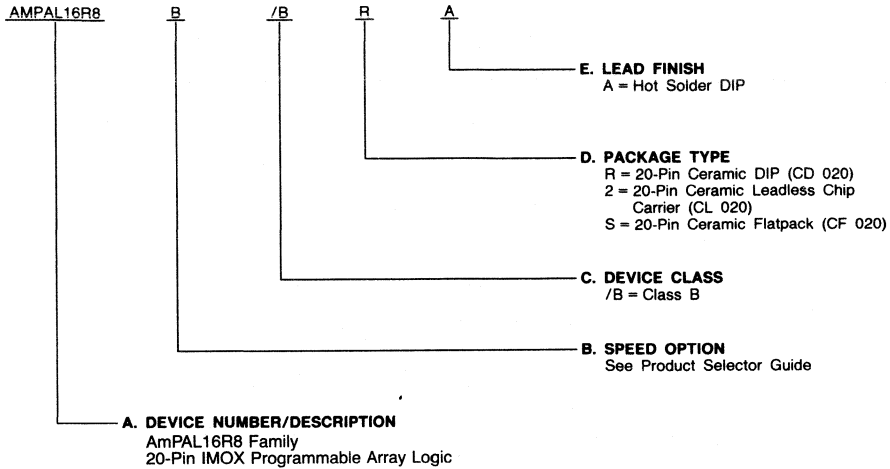 AMPAL16R8 B /B R A
E. LEAD FINISH
A = Hot Solder DIP
D. PACKAGE TYPE
R = 20-Pin Ceramic DIP (CD 020)
2 = 20-Pin Ceramic Leadless Chip
Carrier (CL 020)
S = 20-Pin Ceramic Flatpack (CF 020)
C. DEVICE CLASS
/B = Class B
B. SPEED OPTION
See Product Selector Guide
A. DEVICE NUMBER/DESCRIPTION
AmPAL16R8 Family
20-Pin IMOX Programmable Array Logic